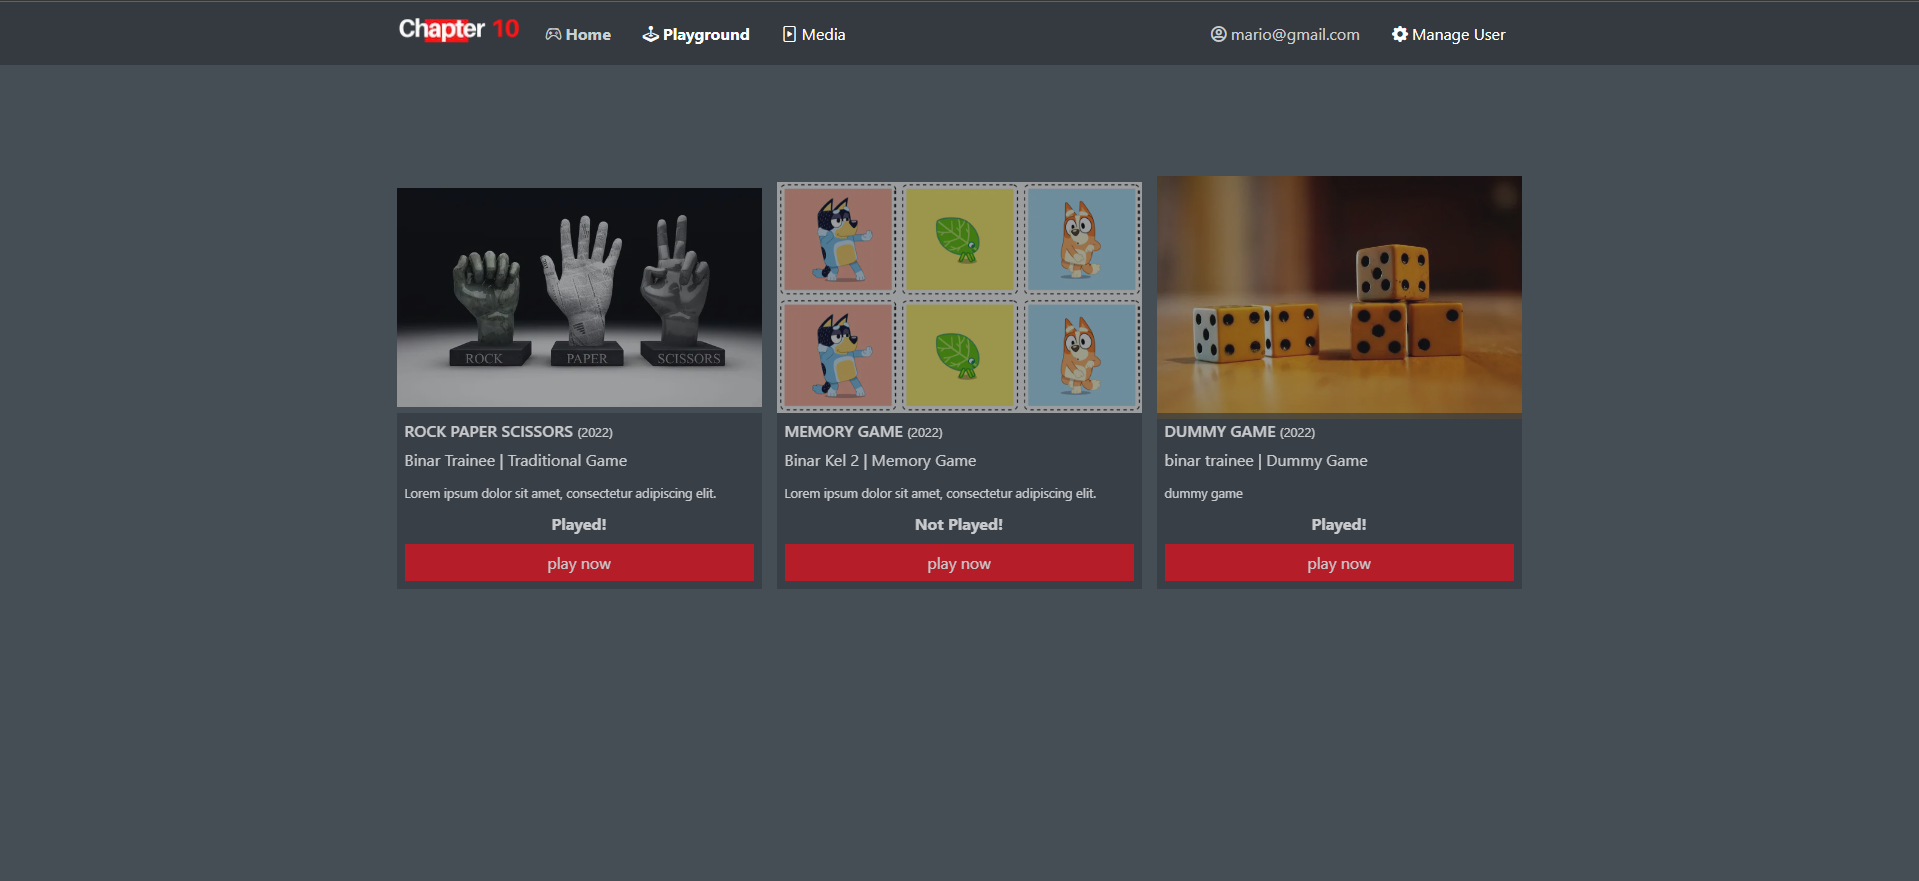 Chapter 10 Home Playground Media mario@gmail.com Manage User
ROCK PAPER SCISSORS
ROCK PAPER SCISSORS (2022)
Binar Trainee | Traditional Game
Lorem ipsum dolor sit amet, consectetur adipiscing elit.
Played!
play now
MEMORY GAME (2022)
Binar Kel 2 | Memory Game
Lorem ipsum dolor sit amet, consectetur adipiscing elit.
Not Played!
play now
DUMMY GAME (2022)
binar trainee | Dummy Game
dummy game
Played!
play now